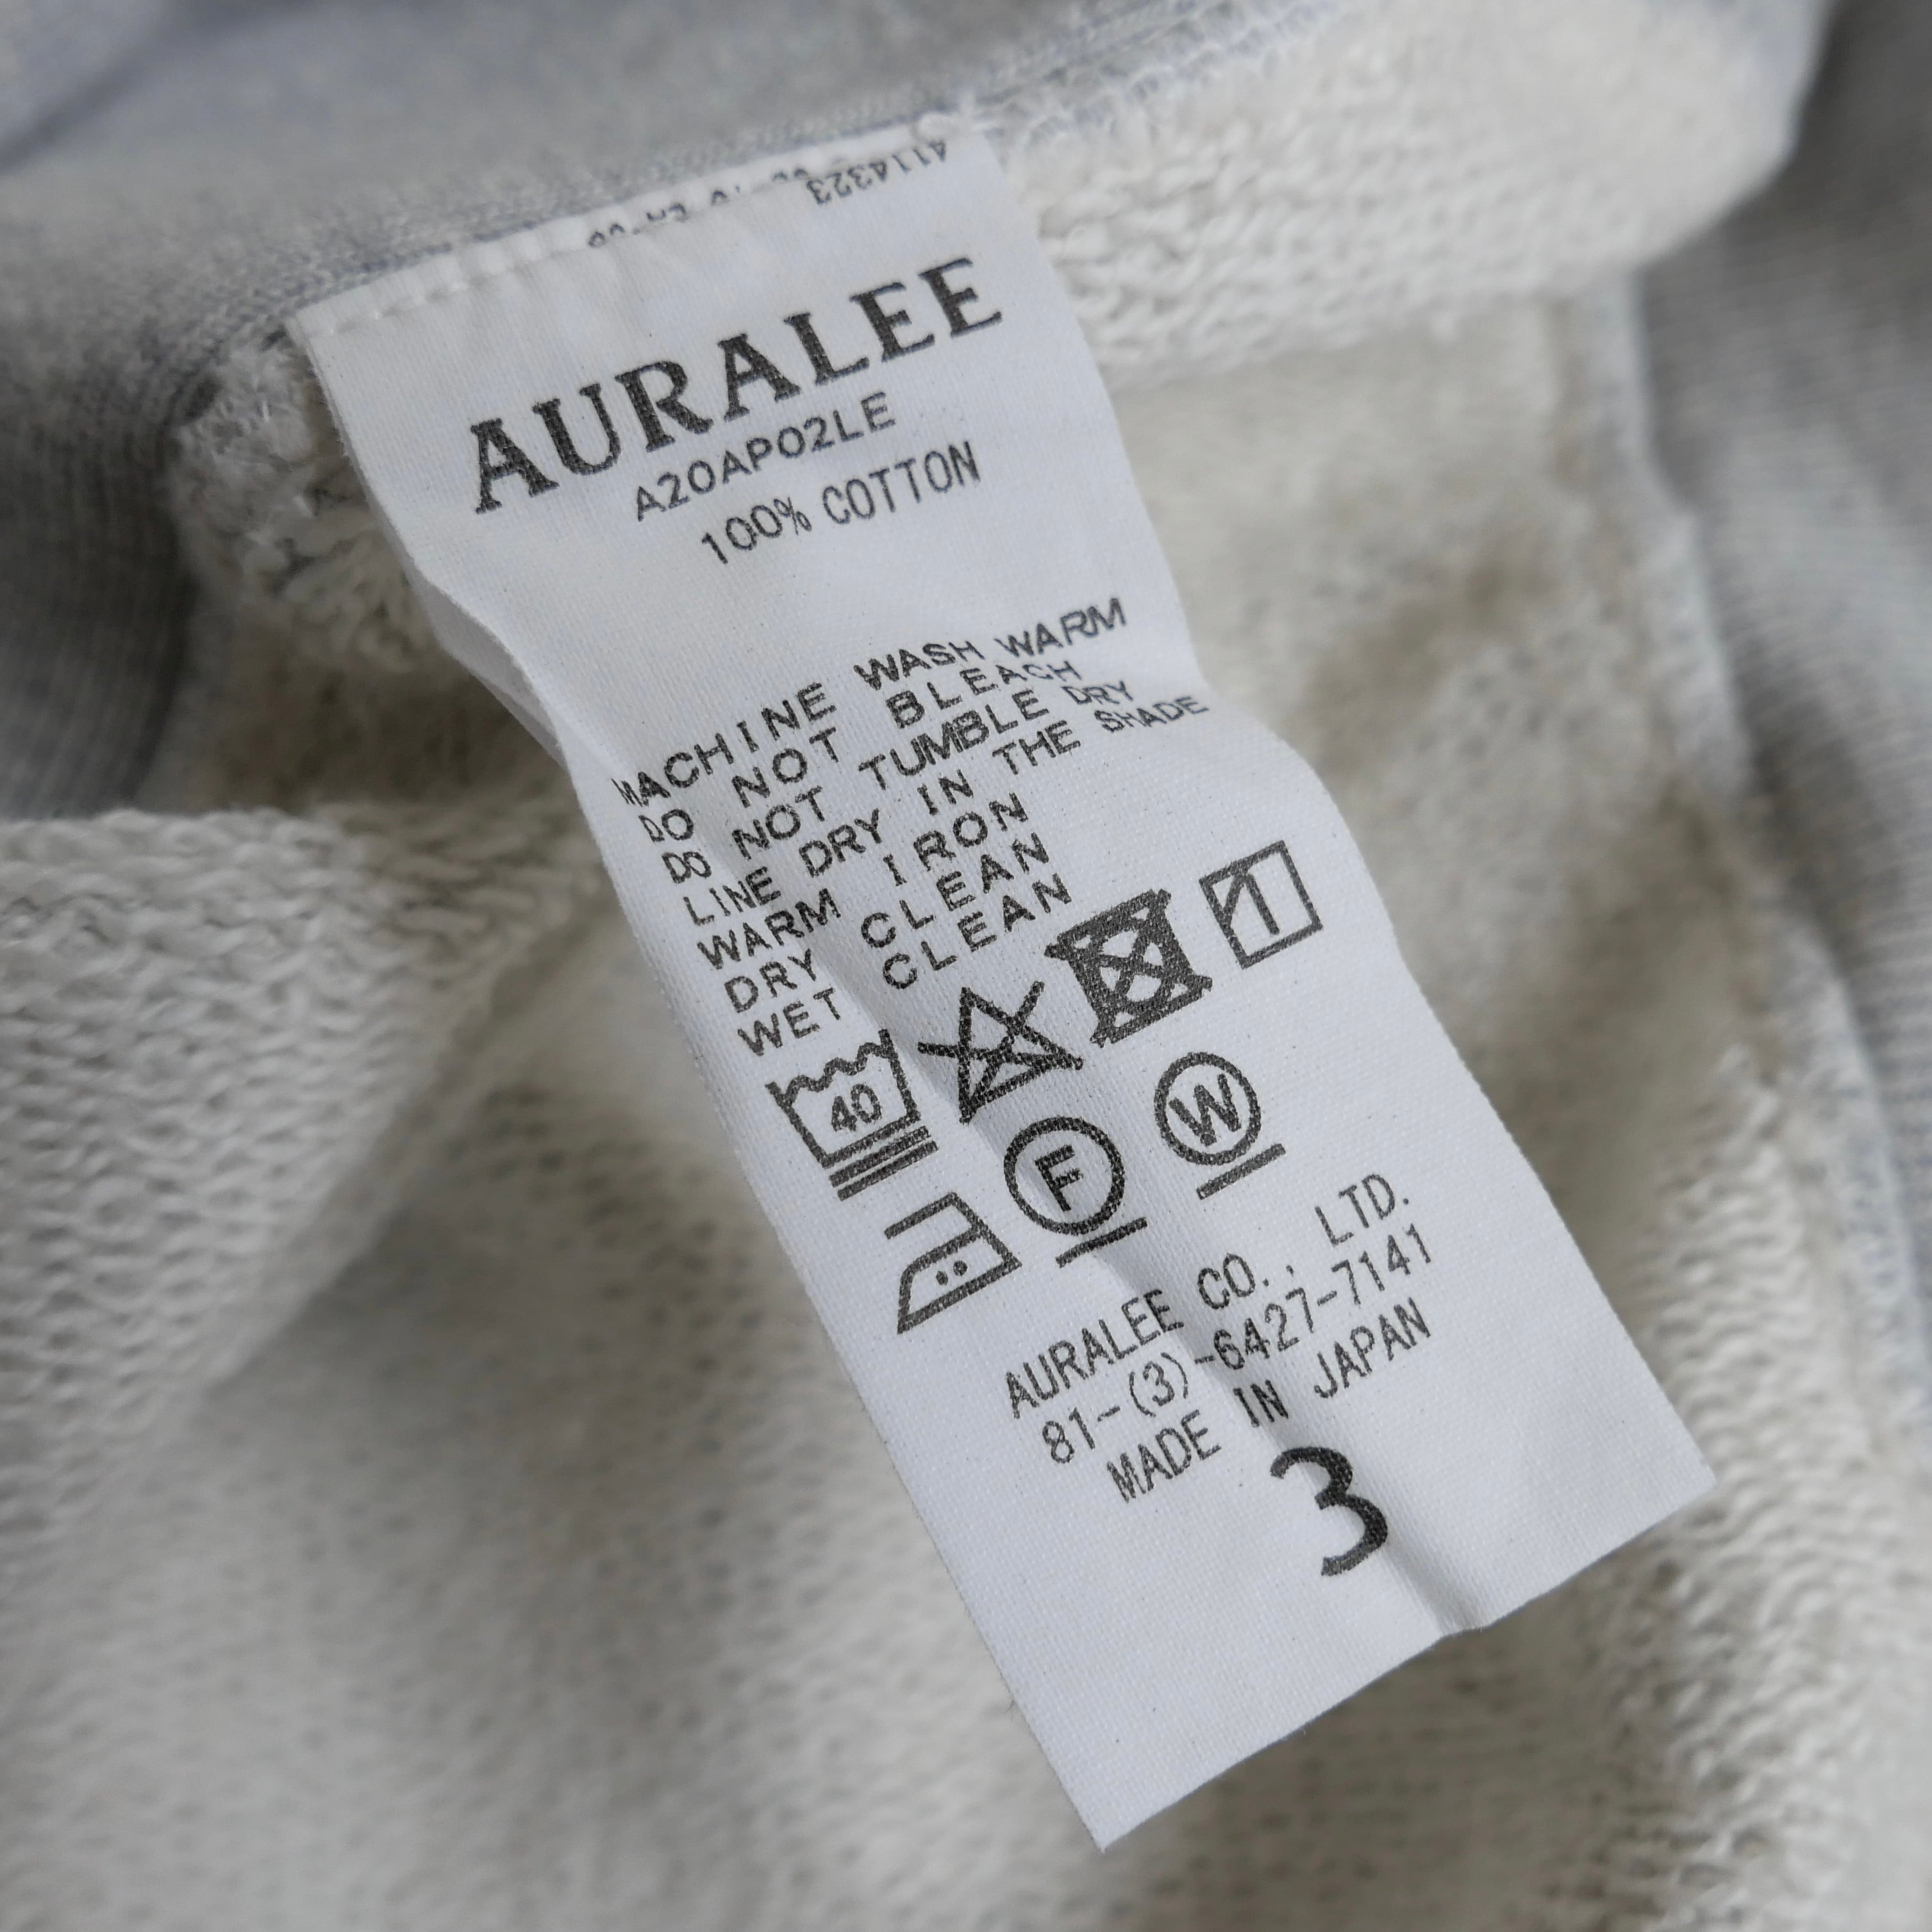 4114323
AURALEE
A20AP02LE
100% COTTON
MACHINE WASH WARM
DO NOT BLEACH
DO NOT TUMBLE DRY
LINE DRY IN THE SHADE
WARM IRON
DRY CLEAN
WET CLEAN
40
F W
AURALEE CO., LTD.
81-(3)-6427-7141
MADE IN JAPAN
3